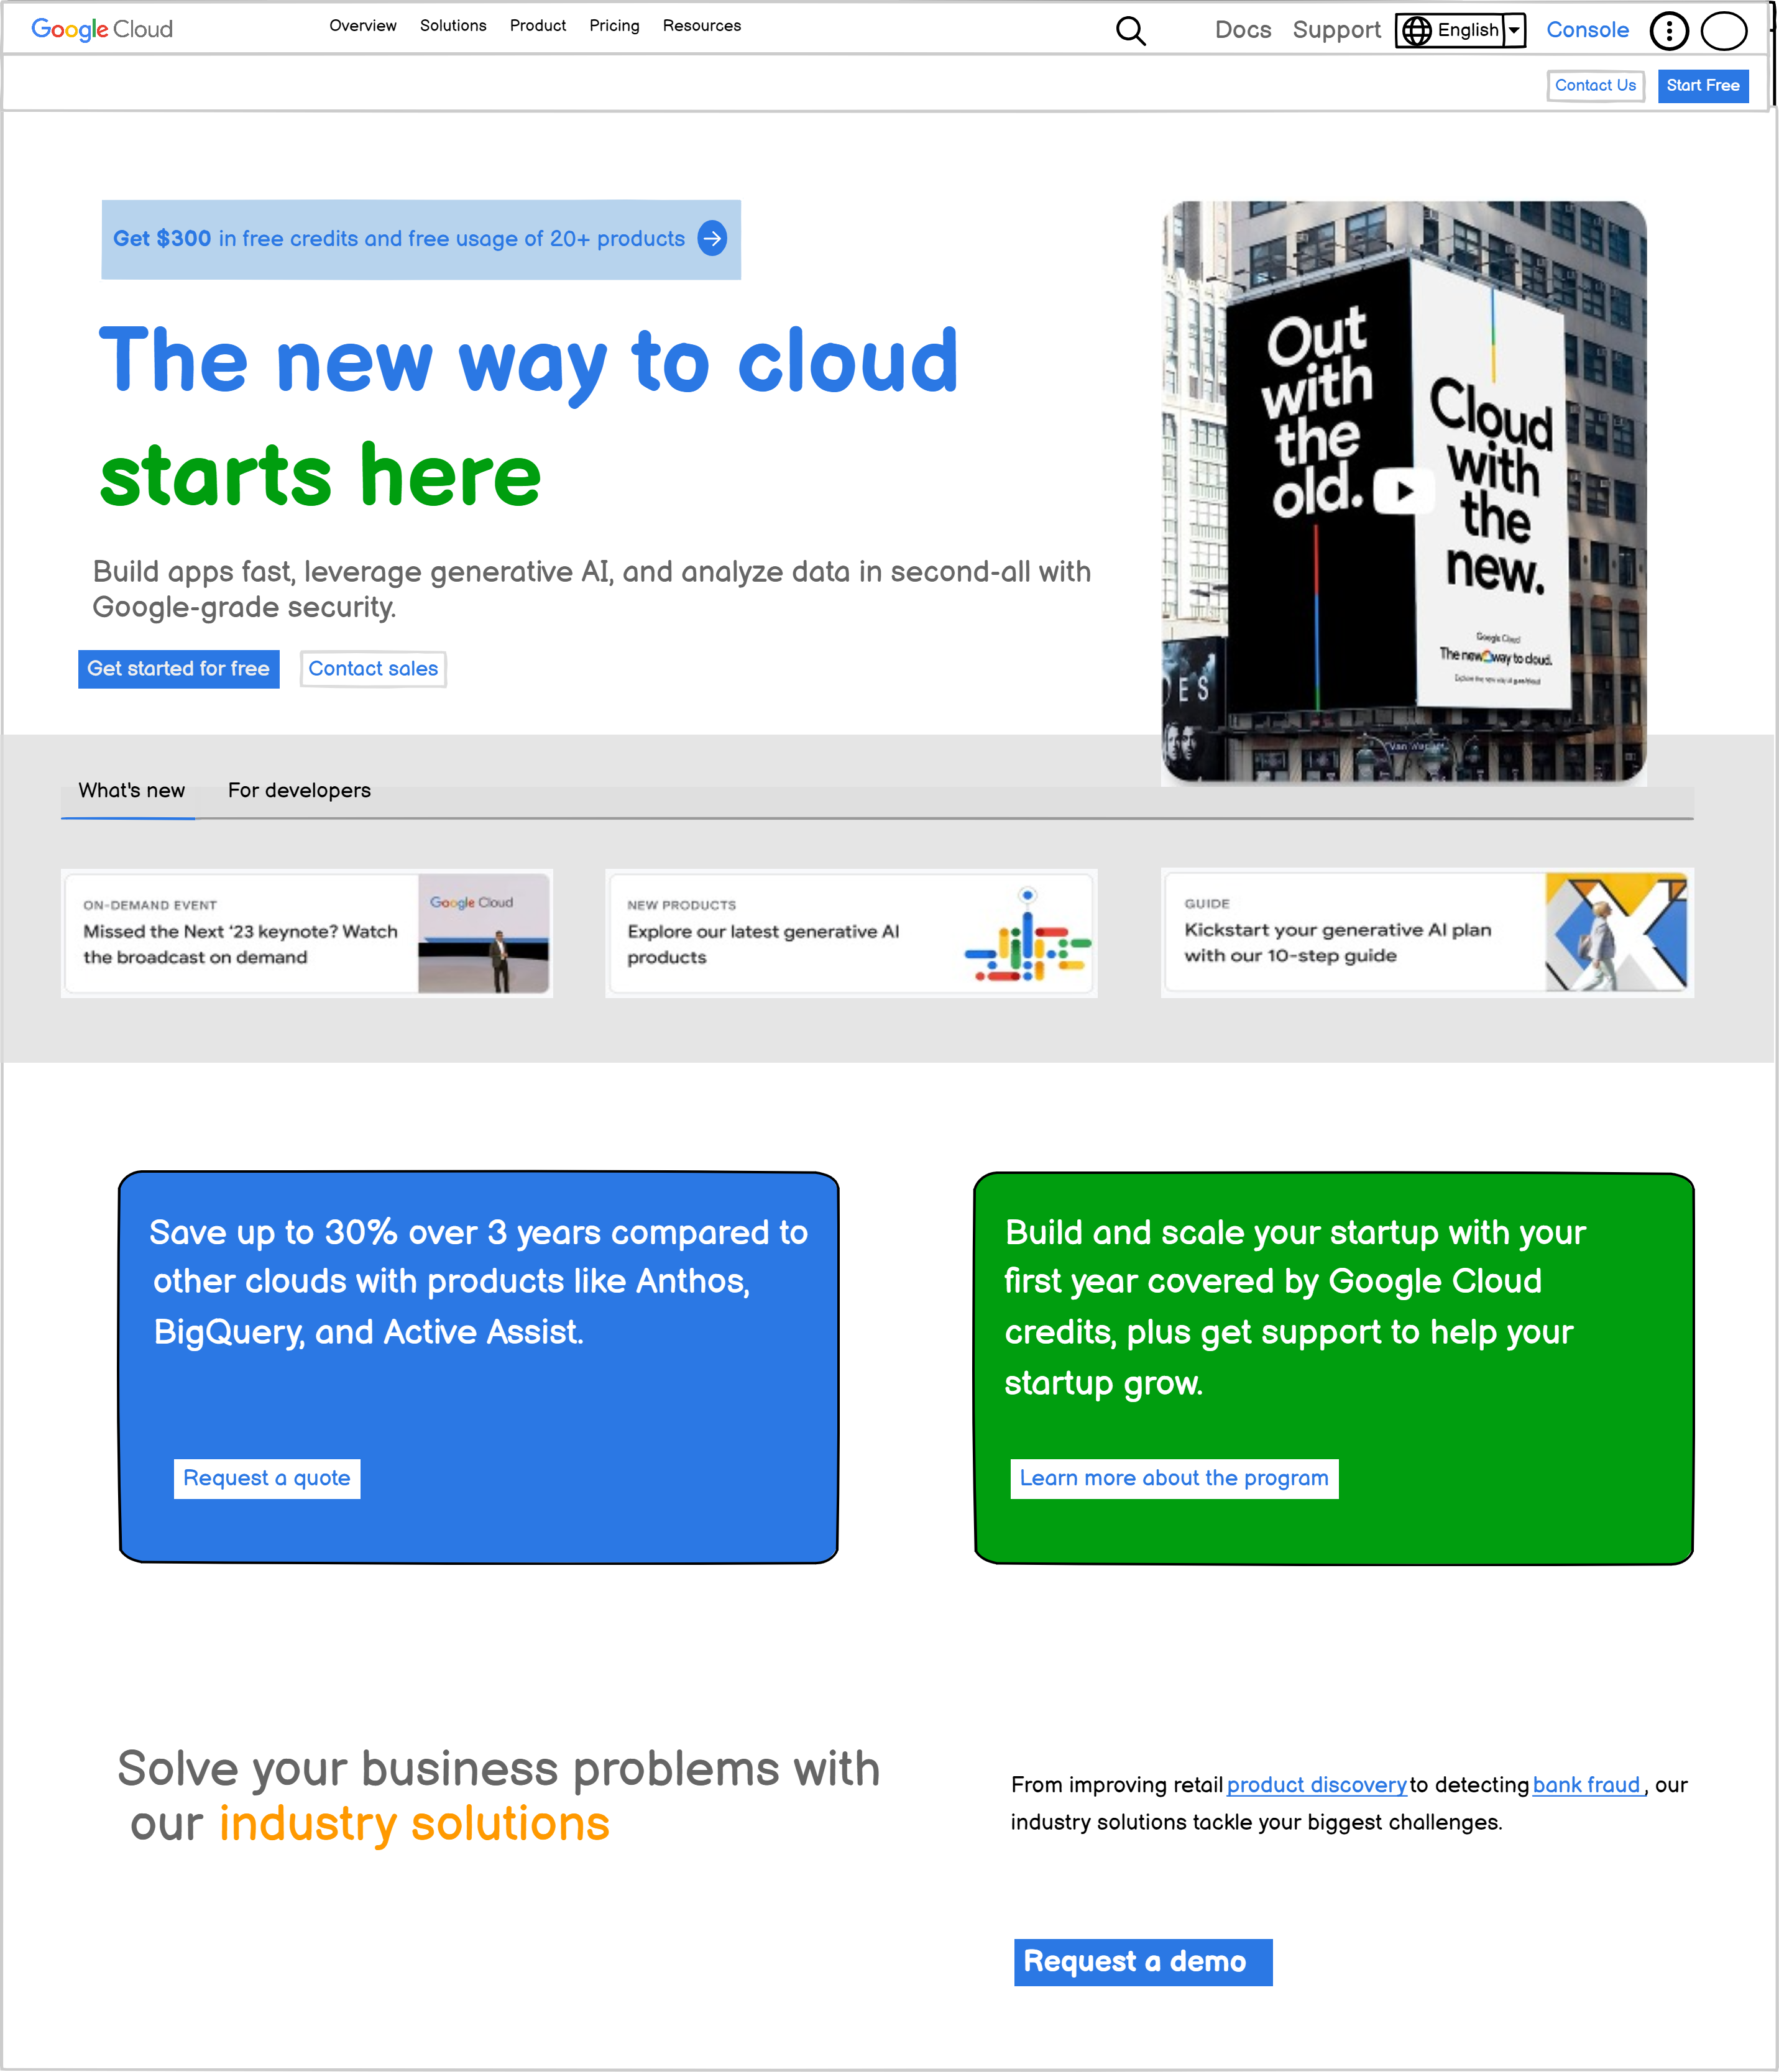 Google Cloud
Overview Solutions Product Pricing Resources
Docs Support English Console
Contact Us Start Free
Get $300 in free credits and free usage of 20+ products
The new way to cloud
starts here
Build apps fast, leverage generative AI, and analyze data in second-all with
Google-grade security.
Get started for free Contact sales
Out
with
the
old.
Cloud
with
the
new.
Google Cloud
The new way to cloud.
What's new For developers
ON-DEMAND EVENT
Missed the Next ‘23 keynote? Watch
the broadcast on demand
Google Cloud
NEW PRODUCTS
Explore our latest generative AI
products
GUIDE
Kickstart your generative AI plan
with our 10-step guide
Save up to 30% over 3 years compared to
other clouds with products like Anthos,
BigQuery, and Active Assist.
Request a quote
Build and scale your startup with your
first year covered by Google Cloud
credits, plus get support to help your
startup grow.
Learn more about the program
Solve your business problems with
our industry solutions
From improving retail product discovery to detecting bank fraud , our
industry solutions tackle your biggest challenges.
Request a demo